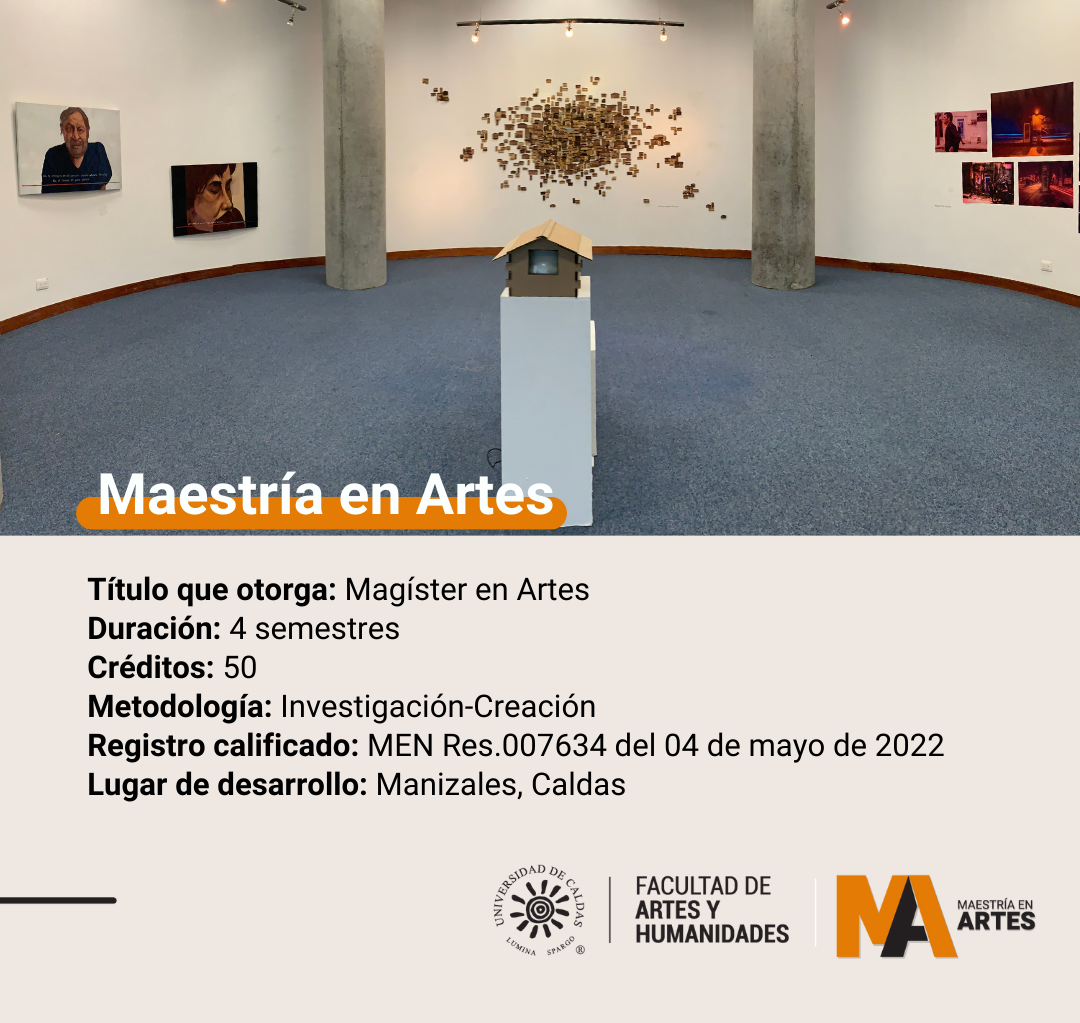 Maestría en Artes
Título que otorga: Magíster en Artes
Duración: 4 semestres
Créditos: 50
Metodología: Investigación-Creación
Registro calificado: MEN Res.007634 del 04 de mayo de 2022
Lugar de desarrollo: Manizales, Caldas
UNIVERSIDAD DE CALDAS
LUMINA SPARGO
®
FACULTAD DE
ARTES Y
HUMANIDADES
MA
MAESTRÍA EN
ARTES